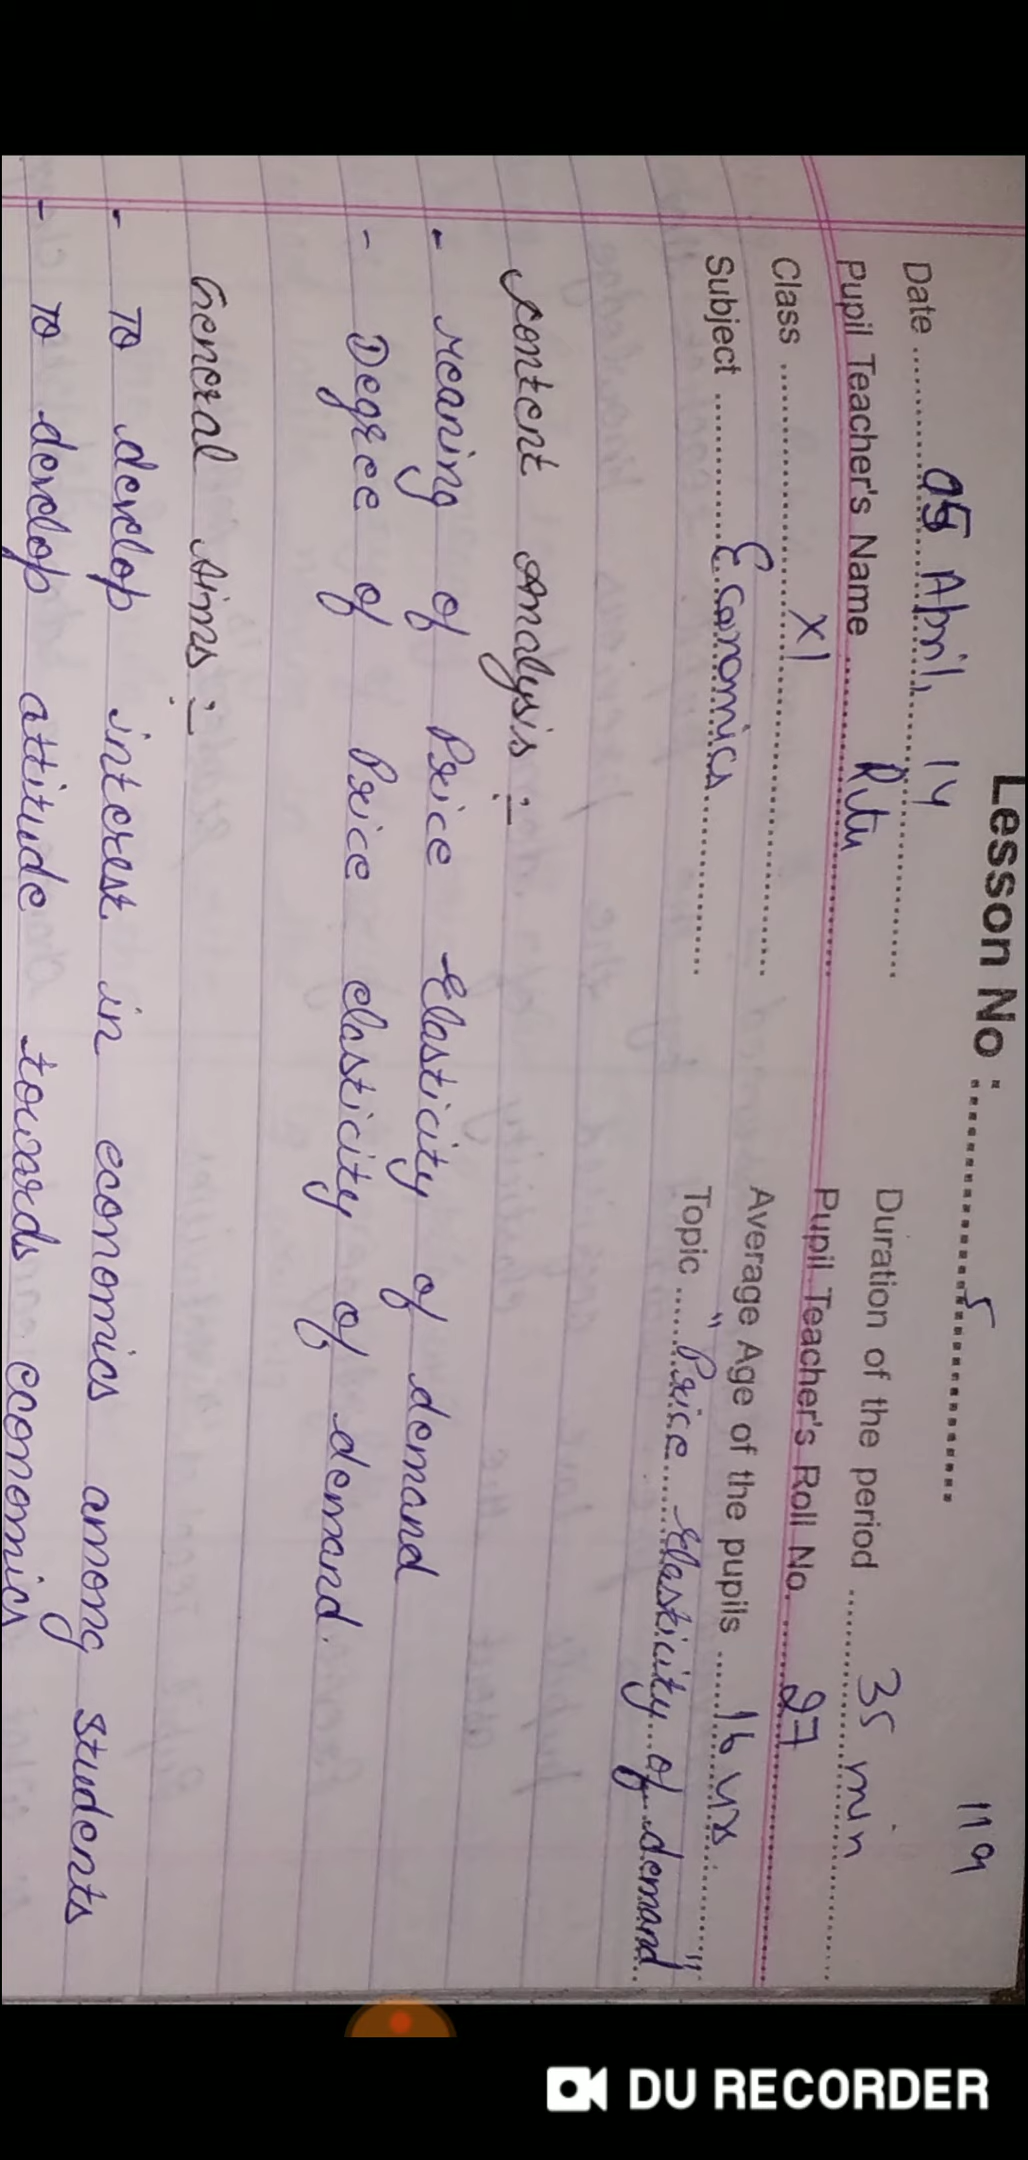 Lesson No : 5
119
Date 05 April, 14
Duration of the period 35 min
Pupil Teacher's Name Ritu
Pupil Teacher's Roll No. 27
Class XI
Average Age of the pupils 16 yrs
Subject Economics
Topic "Price Elasticity of demand"
Content Analysis :-
- Meaning of Price Elasticity of demand
- Degree of Price elasticity of demand.
General Aims :-
- To develop interest in economics among students
- To develop attitude towards economics
DU RECORDER